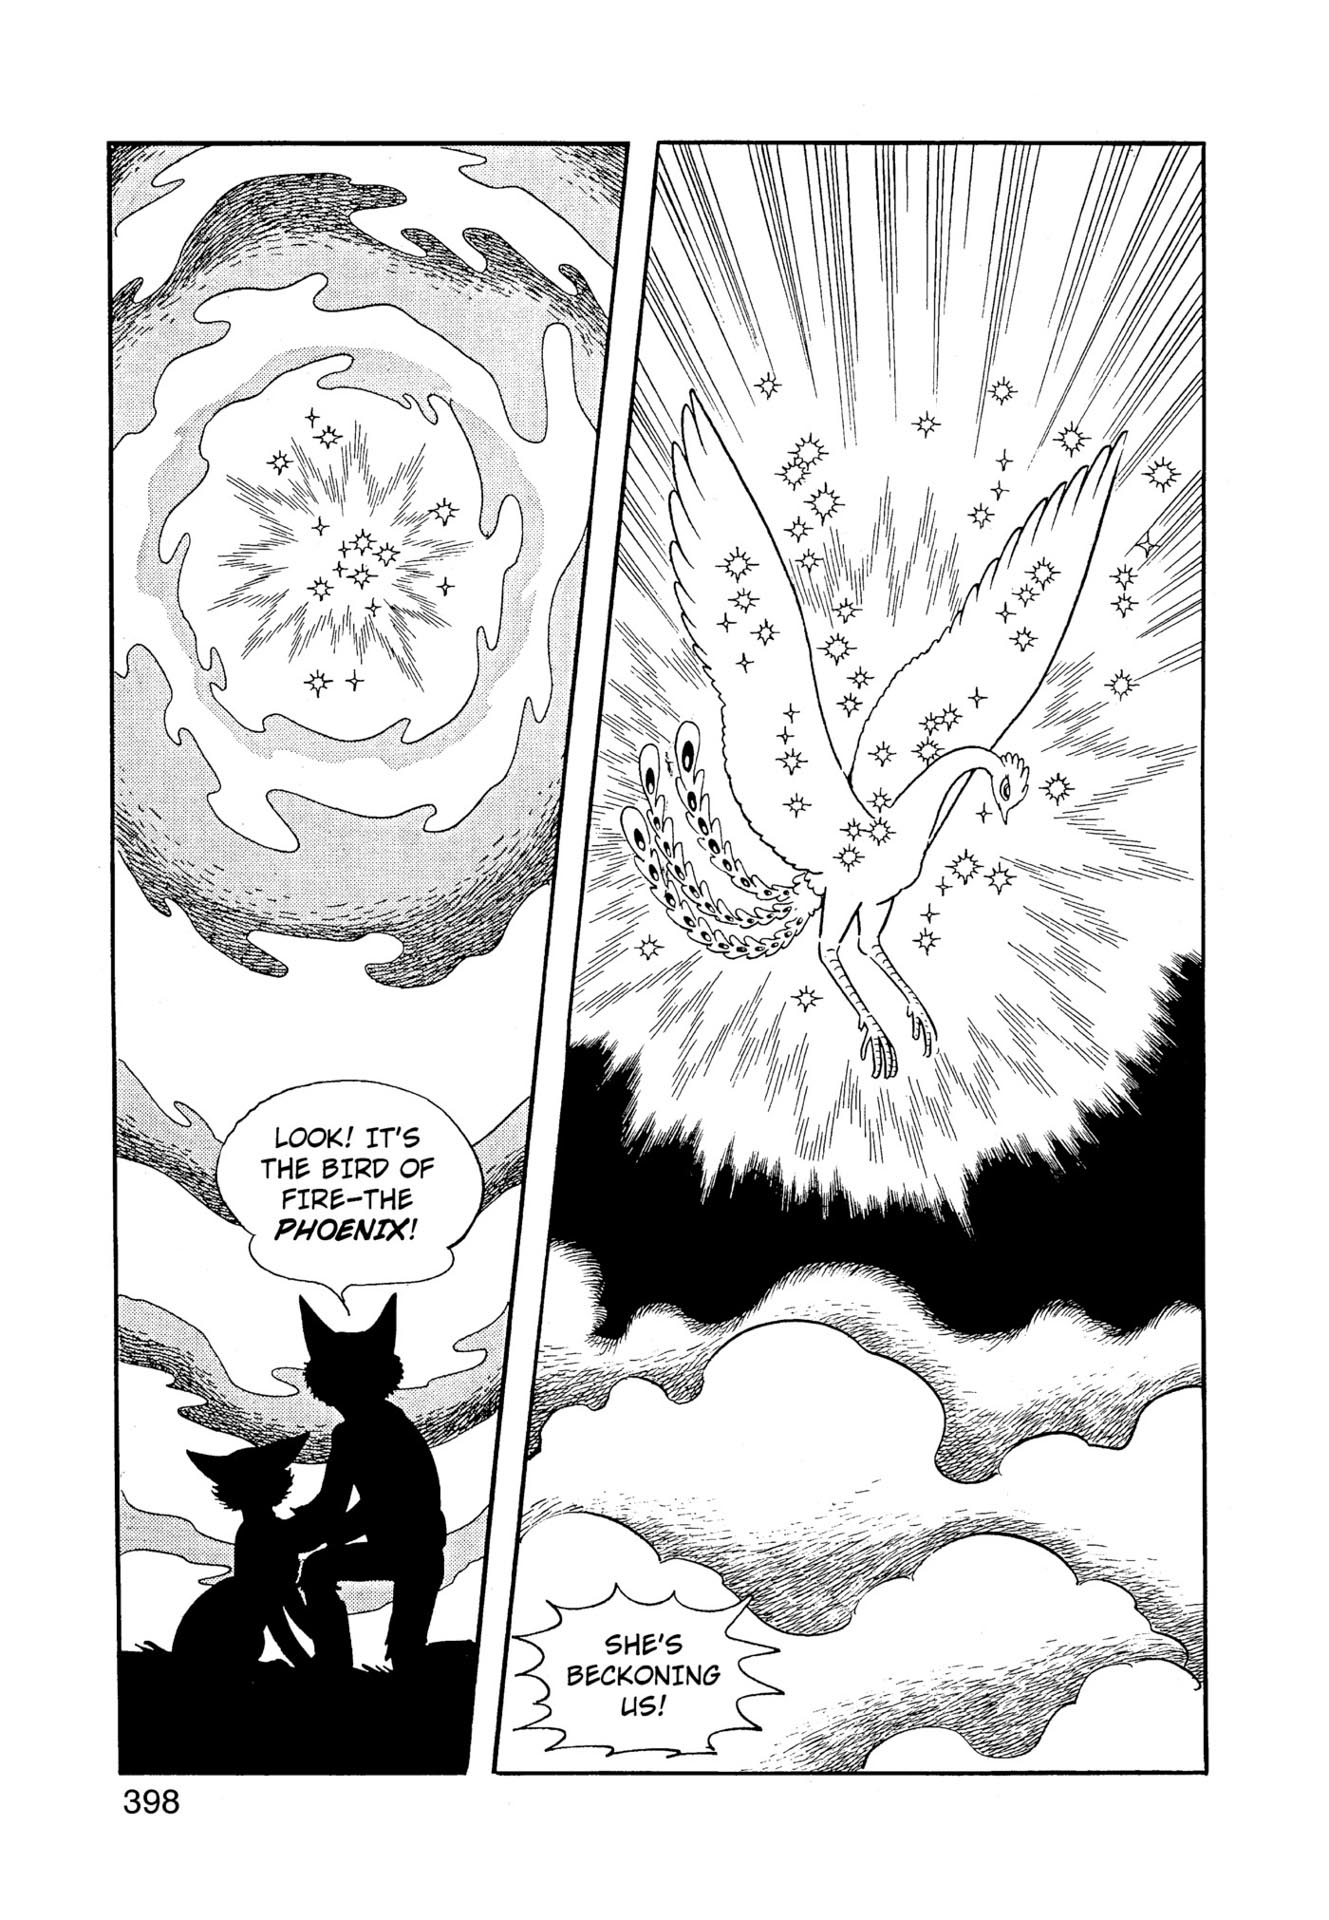 LOOK! IT'S
THE BIRD OF
FIRE–THE
PHOENIX!
SHE'S
BECKONING
US!
398